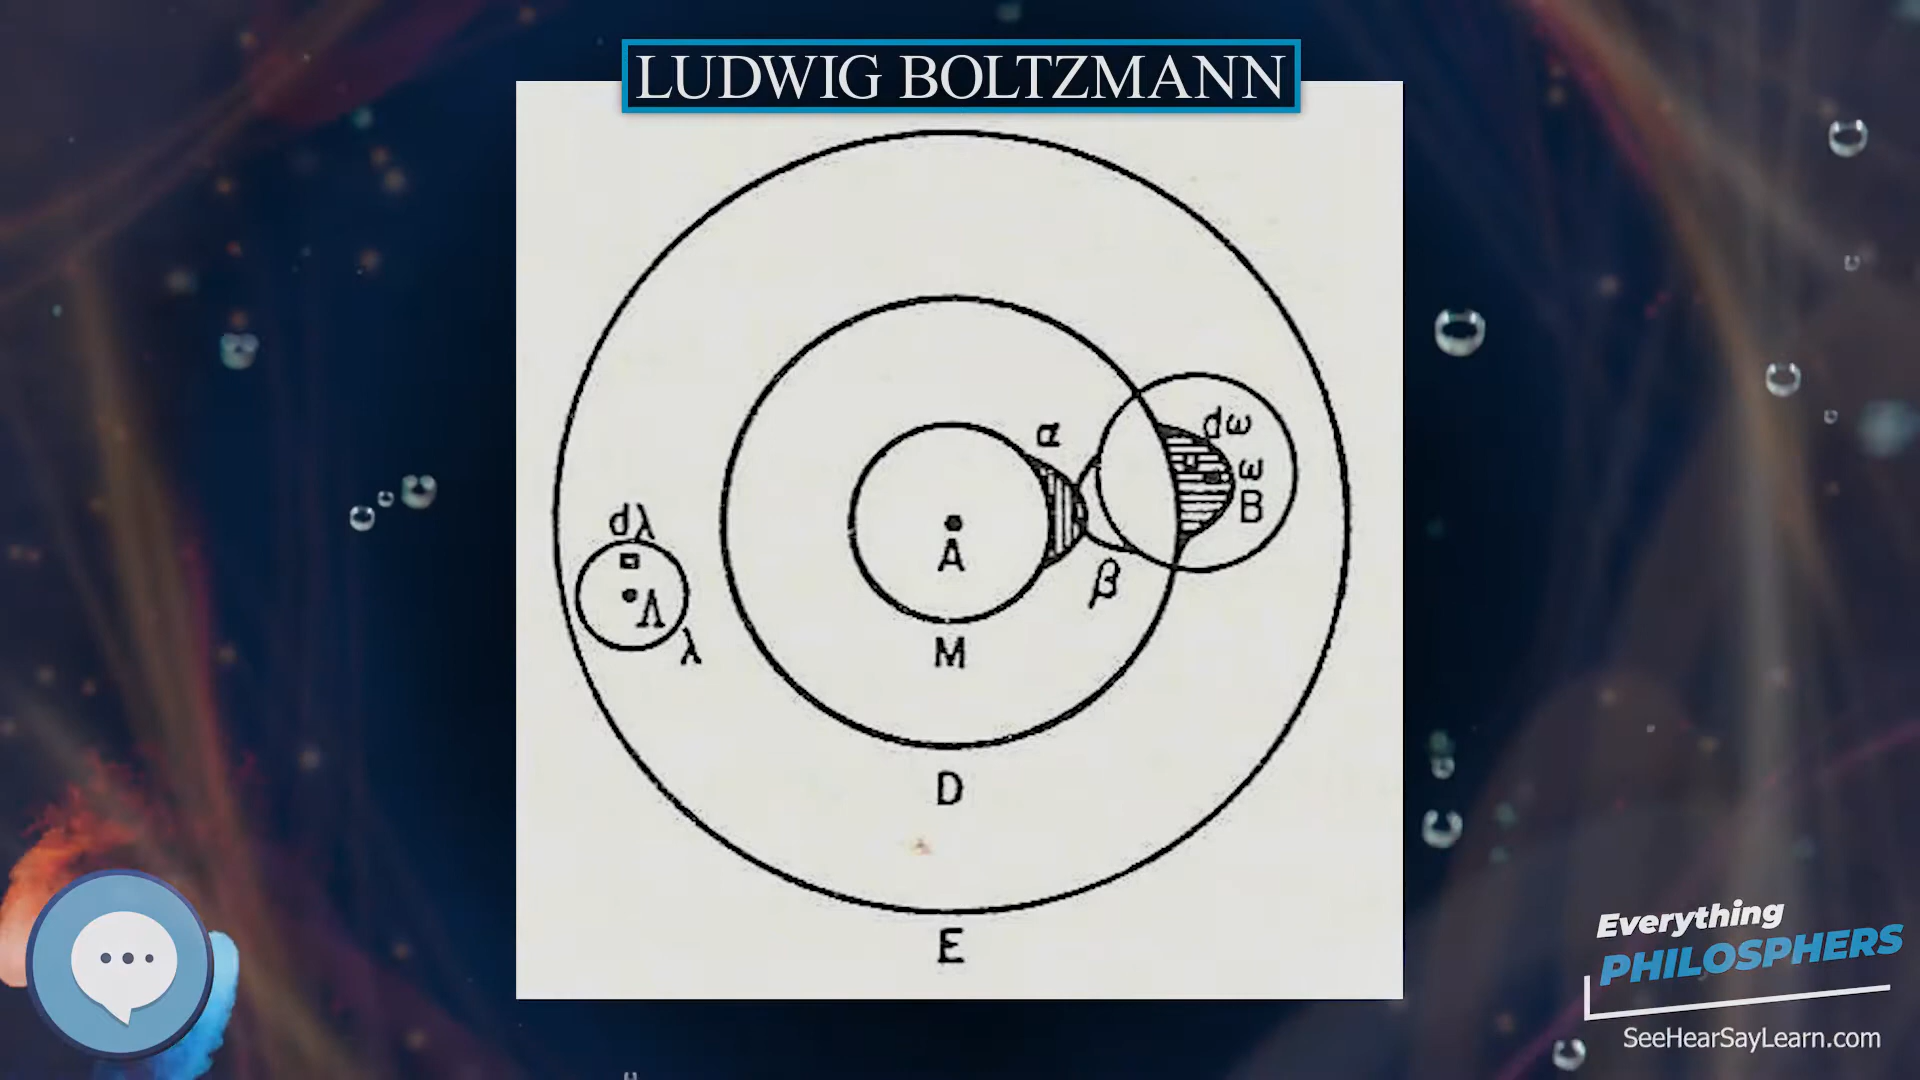 LUDWIG BOLTZMANN
α
dω
ω
B
A
β
dλ
Λ
λ
M
D
E
Everything
PHILOSPHERS
SeeHearSayLearn.com